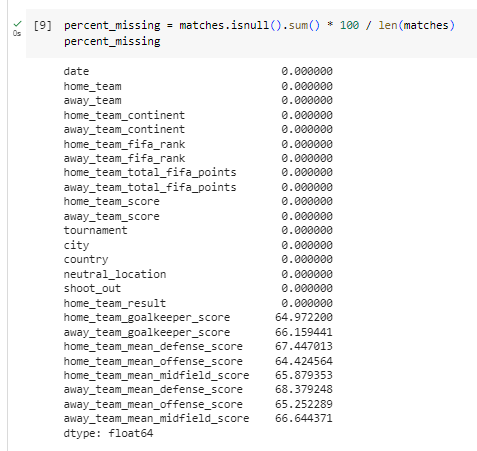 [9] percent_missing = matches.isnull().sum() * 100 / len(matches)
0s percent_missing
date 0.000000
home_team 0.000000
away_team 0.000000
home_team_continent 0.000000
away_team_continent 0.000000
home_team_fifa_rank 0.000000
away_team_fifa_rank 0.000000
home_team_total_fifa_points 0.000000
away_team_total_fifa_points 0.000000
home_team_score 0.000000
away_team_score 0.000000
tournament 0.000000
city 0.000000
country 0.000000
neutral_location 0.000000
shoot_out 0.000000
home_team_result 0.000000
home_team_goalkeeper_score 64.972200
away_team_goalkeeper_score 66.159441
home_team_mean_defense_score 67.447013
home_team_mean_offense_score 64.424564
home_team_mean_midfield_score 65.879353
away_team_mean_defense_score 68.379248
away_team_mean_offense_score 65.252289
away_team_mean_midfield_score 66.644371
dtype: float64